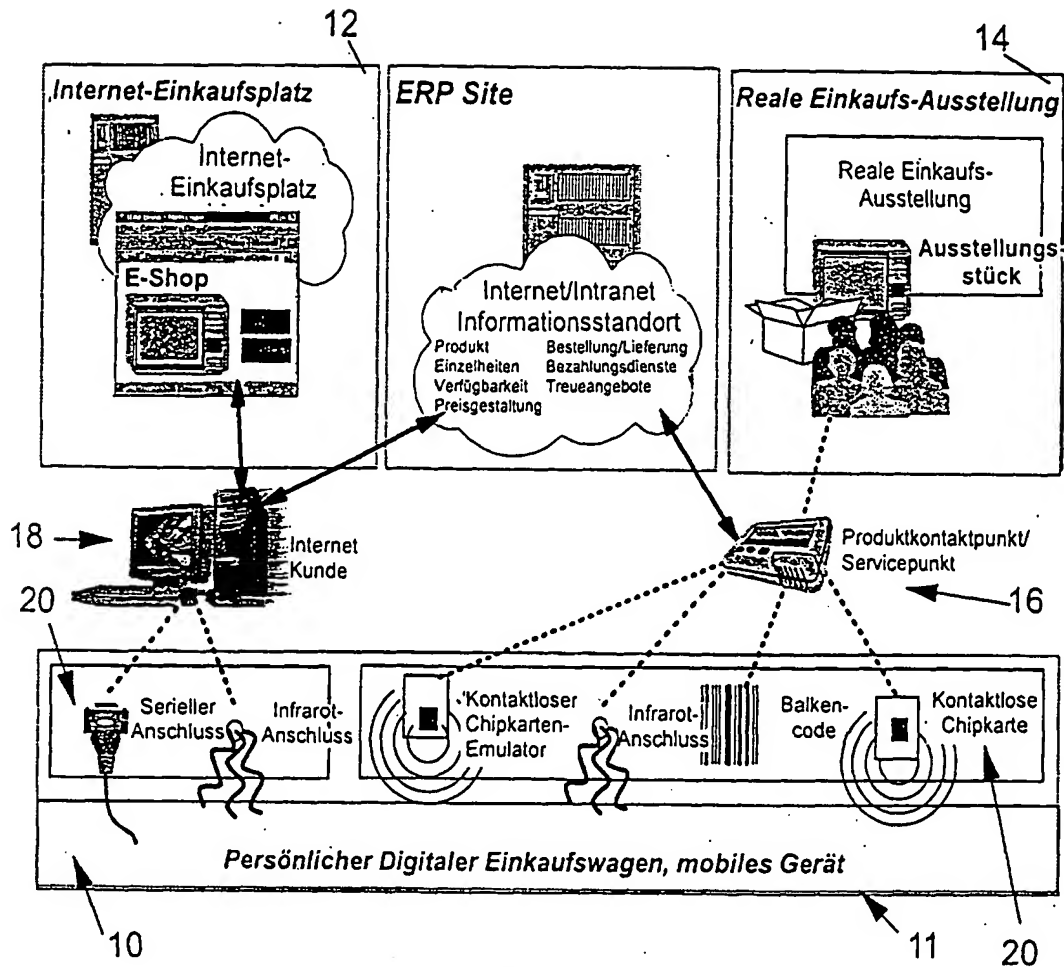 12
14
Internet-Einkaufsplatz
ERP Site
Reale Einkaufs-Ausstellung
Internet-
Einkaufsplatz
E-Shop
Internet/Intranet
Informationsstandort
Produkt Bestellung/Lieferung
Einzelheiten Bezahlungsdienste
Verfügbarkeit Treueangebote
Preisgestaltung
Reale Einkaufs-
Ausstellung
Ausstellungs
stück
18
Internet
Kunde
Produktkontaktpunkt/
Servicepunkt
16
20
Serieller
Anschluss
Infrarot-
Anschluss
'Kontaktloser
Chipkarten-
Emulator
Infrarot-
Anschluss
Balken-
code
Kontaktlose
Chipkarte
Persönlicher Digitaler Einkaufswagen, mobiles Gerät
10
11
20